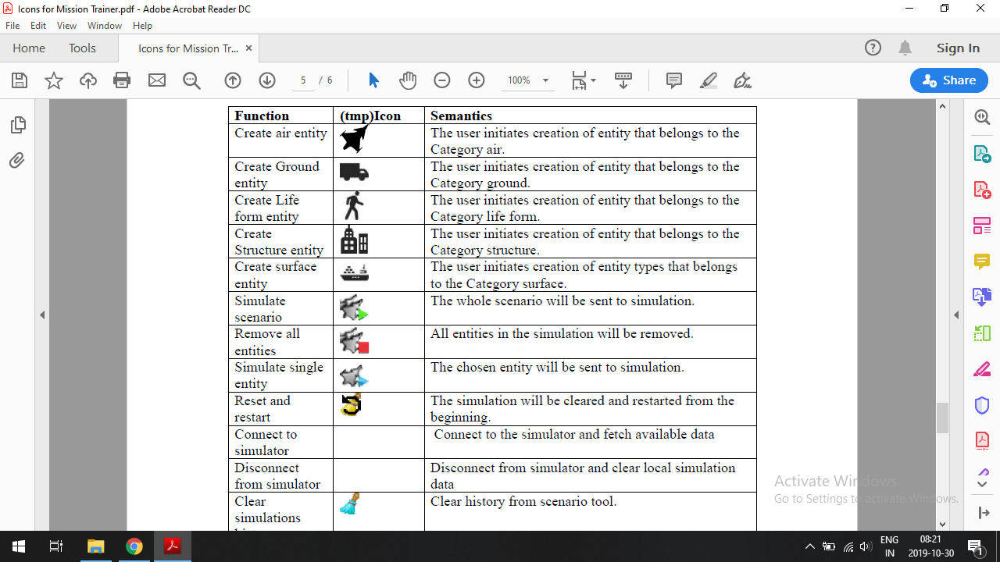 Icons for Mission Trainer.pdf - Adobe Acrobat Reader DC
File Edit View Window Help
Home Tools Icons for Mission Tr... × Sign In
5 / 6 100% Share
Function (tmp)Icon Semantics
Create air entity The user initiates creation of entity that belongs to the
Category air.
Create Ground The user initiates creation of entity that belongs to the
entity Category ground.
Create Life The user initiates creation of entity that belongs to the
form entity Category life form.
Create The user initiates creation of entity that belongs to the
Structure entity Category structure.
Create surface The user initiates creation of entity types that belongs
entity to the Category surface.
Simulate The whole scenario will be sent to simulation.
scenario
Remove all All entities in the simulation will be removed.
entities
Simulate single The chosen entity will be sent to simulation.
entity
Reset and The simulation will be cleared and restarted from the
restart beginning.
Connect to Connect to the simulator and fetch available data
simulator
Disconnect Disconnect from simulator and clear local simulation
from simulator data
Clear Clear history from scenario tool.
simulations
Activate Windows
Go to Settings to activate Windows.
ENG 08:21
IN 2019-10-30 1